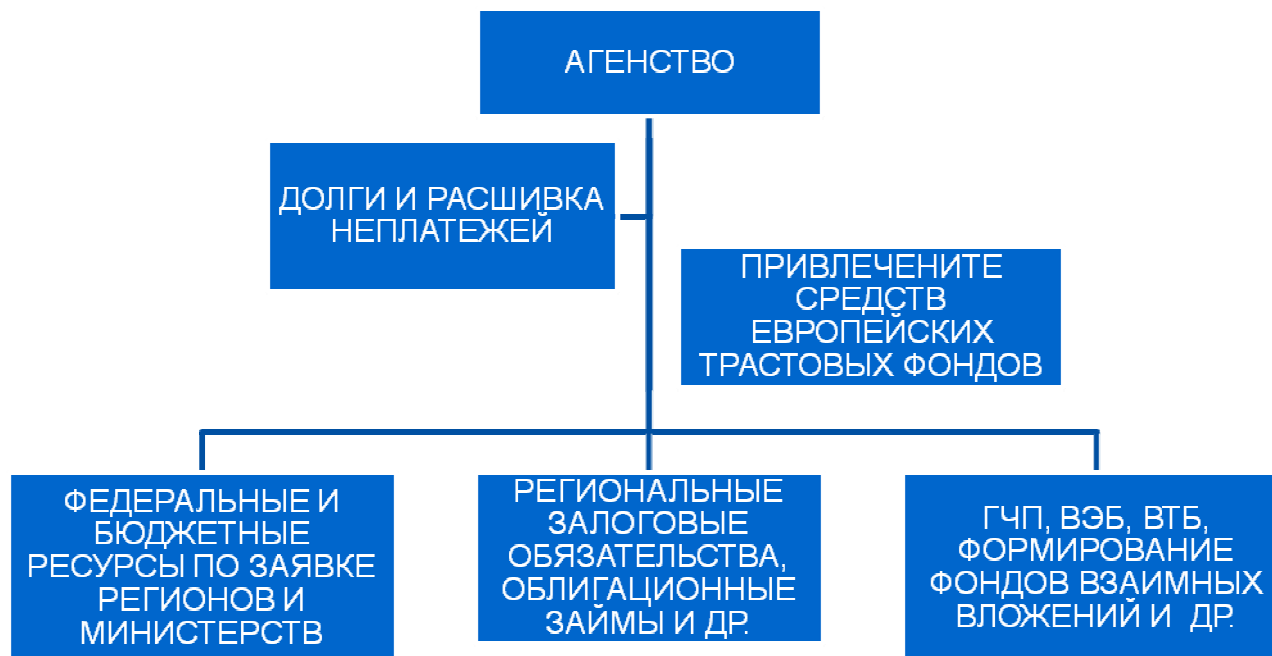 АГЕНСТВО
ДОЛГИ И РАСШИВКА
НЕПЛАТЕЖЕЙ
ПРИВЛЕЧЕНИТЕ
СРЕДСТВ
ЕВРОПЕЙСКИХ
ТРАСТОВЫХ ФОНДОВ
ФЕДЕРАЛЬНЫЕ И
БЮДЖЕТНЫЕ
РЕСУРСЫ ПО ЗАЯВКЕ
РЕГИОНОВ И
МИНИСТЕРСТВ
РЕГИОНАЛЬНЫЕ
ЗАЛОГОВЫЕ
ОБЯЗАТЕЛЬСТВА,
ОБЛИГАЦИОННЫЕ
ЗАЙМЫ И ДР.
ГЧП, ВЭБ, ВТБ,
ФОРМИРОВАНИЕ
ФОНДОВ ВЗАИМНЫХ
ВЛОЖЕНИЙ И ДР.